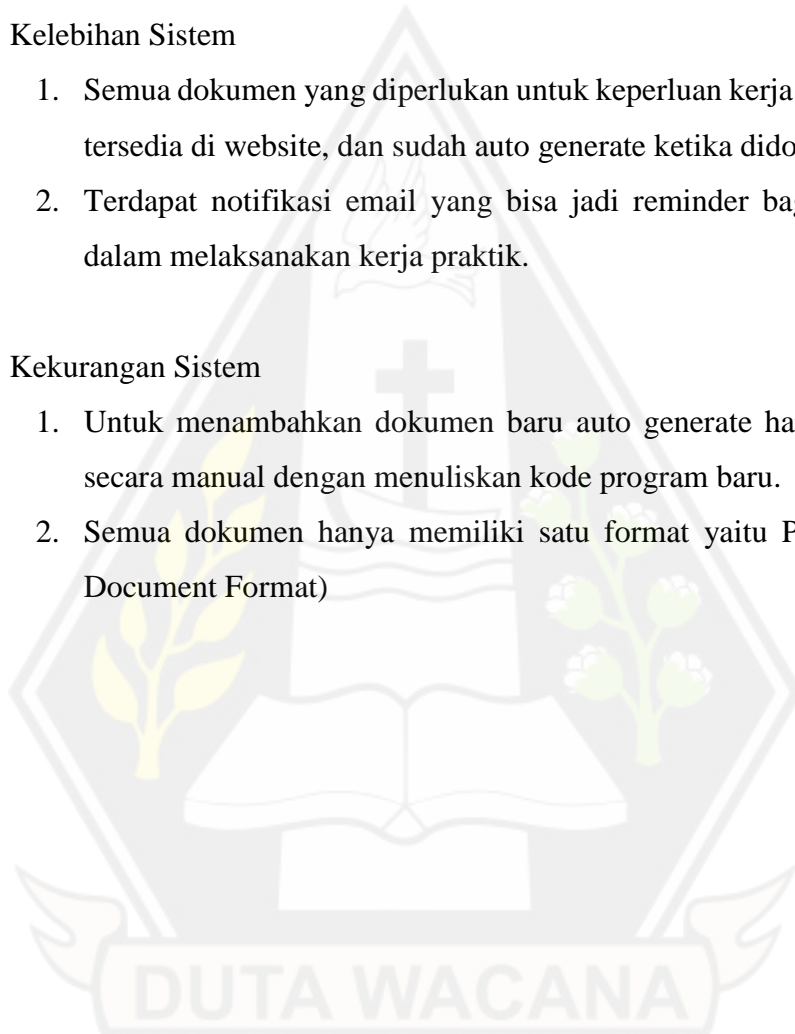 Kelebihan Sistem
1. Semua dokumen yang diperlukan untuk keperluan kerja
tersedia di website, dan sudah auto generate ketika dido
2. Terdapat notifikasi email yang bisa jadi reminder bag
dalam melaksanakan kerja praktik.
Kekurangan Sistem
1. Untuk menambahkan dokumen baru auto generate ha
secara manual dengan menuliskan kode program baru.
2. Semua dokumen hanya memiliki satu format yaitu P
Document Format)
DUTA WACANA